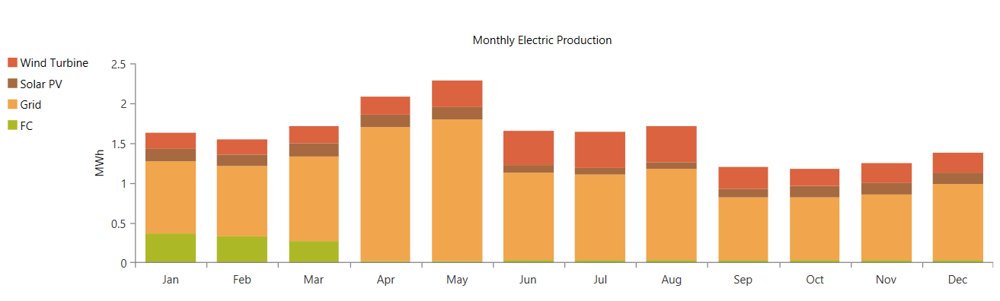 Monthly Electric Production
Wind Turbine
Solar PV
Grid
FC
MWh
2.5
2
1.5
1
0.5
0
Jan Feb Mar Apr May Jun Jul Aug Sep Oct Nov Dec